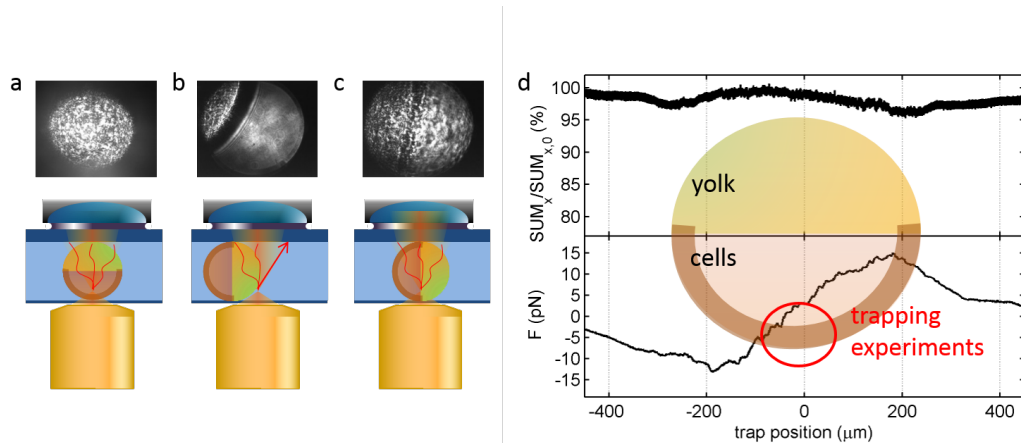 a
b
c
d
100
95
90
85
80
SUMx/SUMx,0 (%)
yolk
cells
15
10
5
0
-5
-10
-15
F (pN)
trapping
experiments
-400
-200
0
200
400
trap position (μm)